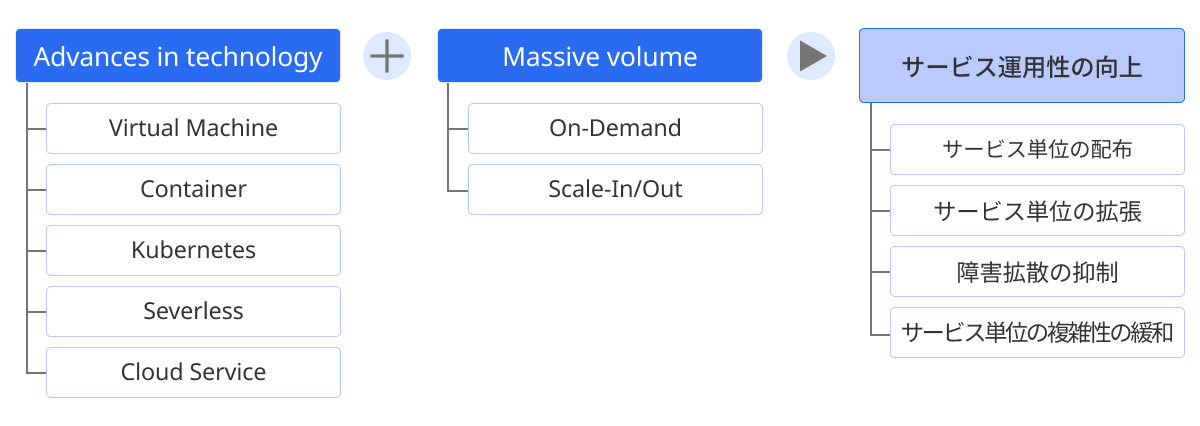 Advances in technology
Virtual Machine
Container
Kubernetes
Severless
Cloud Service
Massive volume
On-Demand
Scale-In/Out
サービス運用性の向上
サービス単位の配布
サービス単位の拡張
障害拡散の抑制
サービス単位の複雑性の緩和